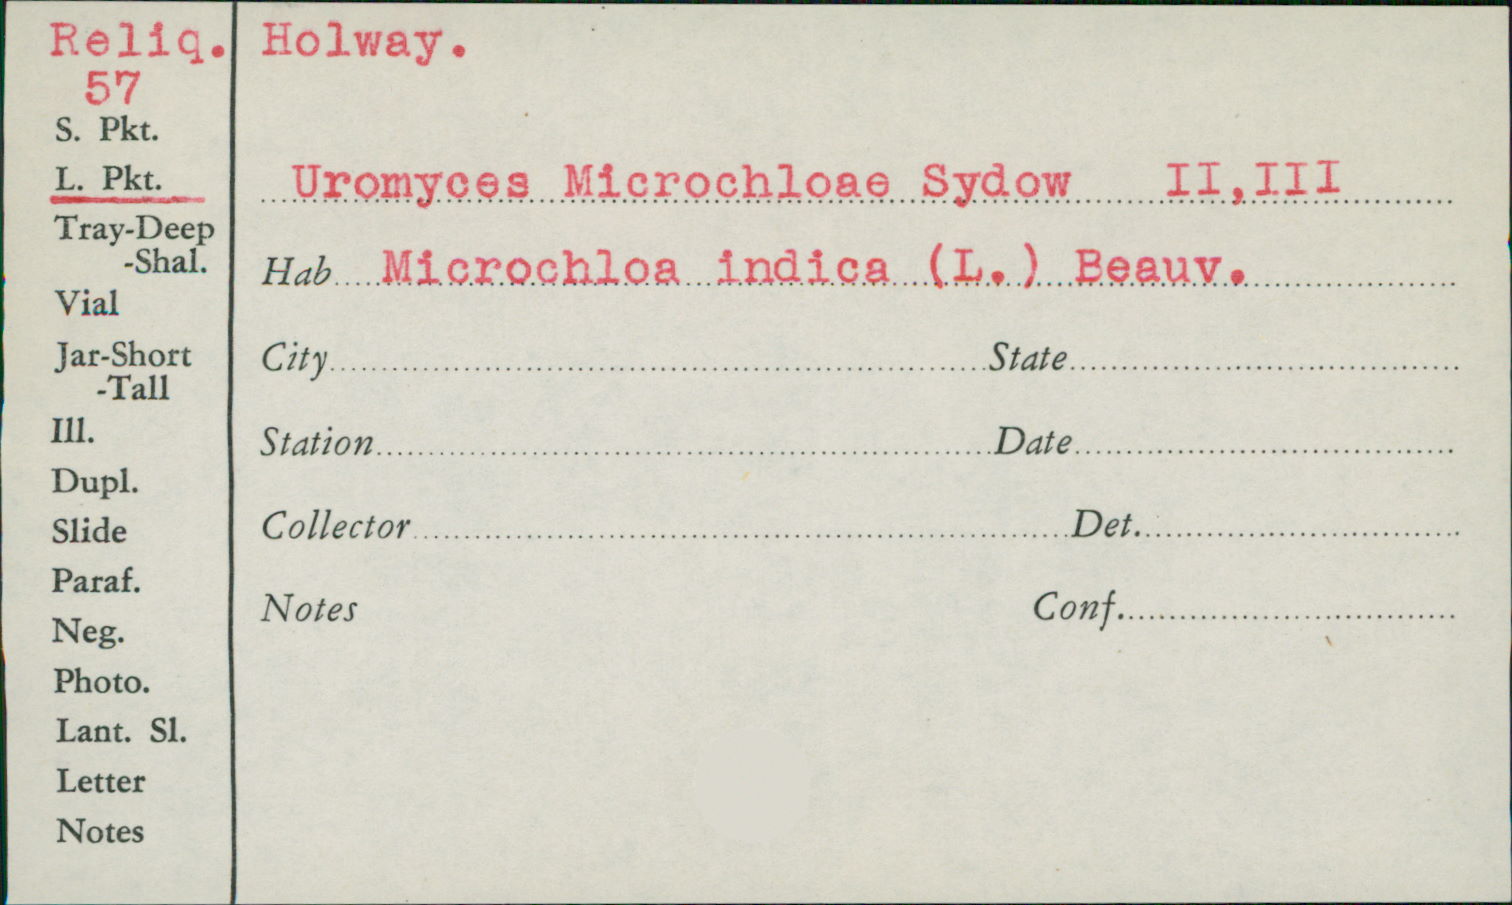 Reliq. Holway.
57
S. Pkt.
L. Pkt.
Tray-Deep
-Shal.
Vial
Jar-Short
-Tall
Ill.
Dupl.
Slide
Paraf.
Neg.
Photo.
Lant. Sl.
Letter
Notes
Uromyces Microchloae Sydow II,III
Hab Microchloa indica (L.) Beauv.
City State
Station Date
Collector Det.
Notes Conf.